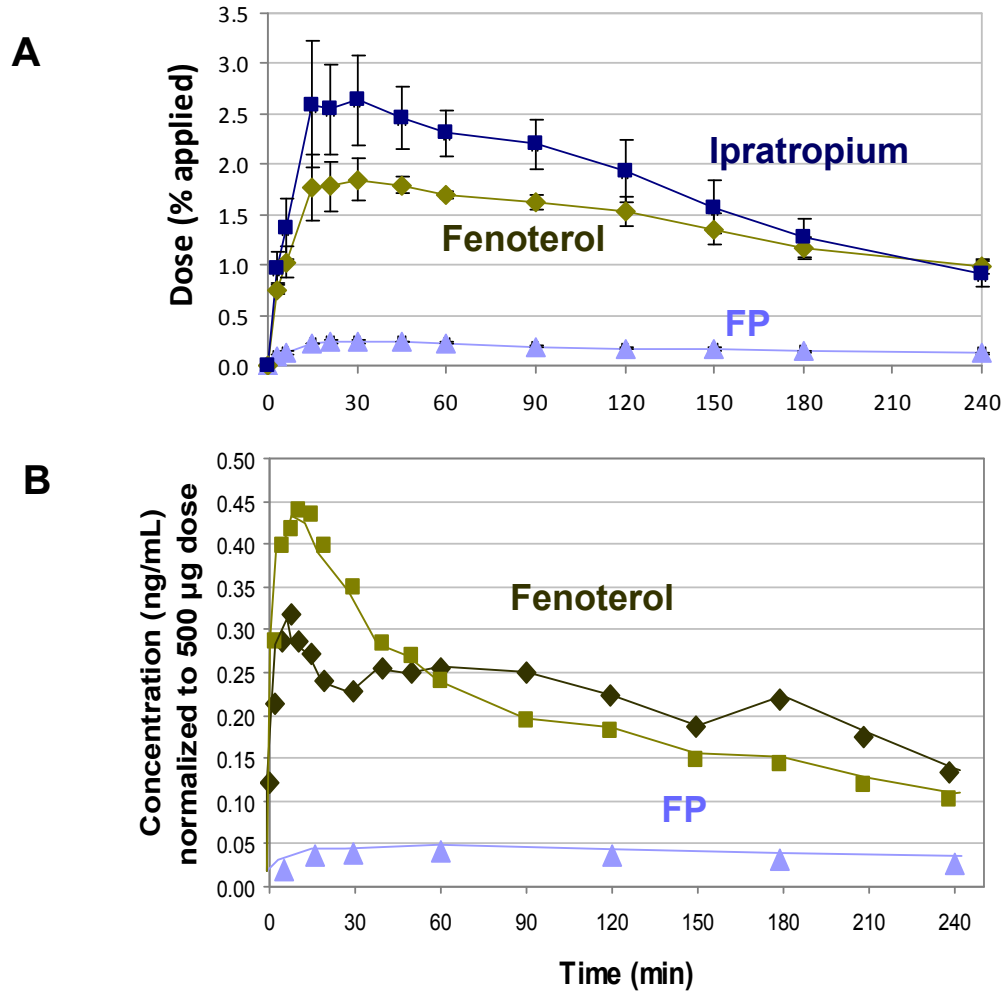 A
Dose (% applied)
3.5
3.0
2.5
2.0
1.5
1.0
0.5
0.0
Ipratropium
Fenoterol
FP
0 30 60 90 120 150 180 210 240
B
Concentration (ng/mL)
normalized to 500 µg dose
0.50
0.45
0.40
0.35
0.30
0.25
0.20
0.15
0.10
0.05
0.00
Fenoterol
FP
0 30 60 90 120 150 180 210 240
Time (min)